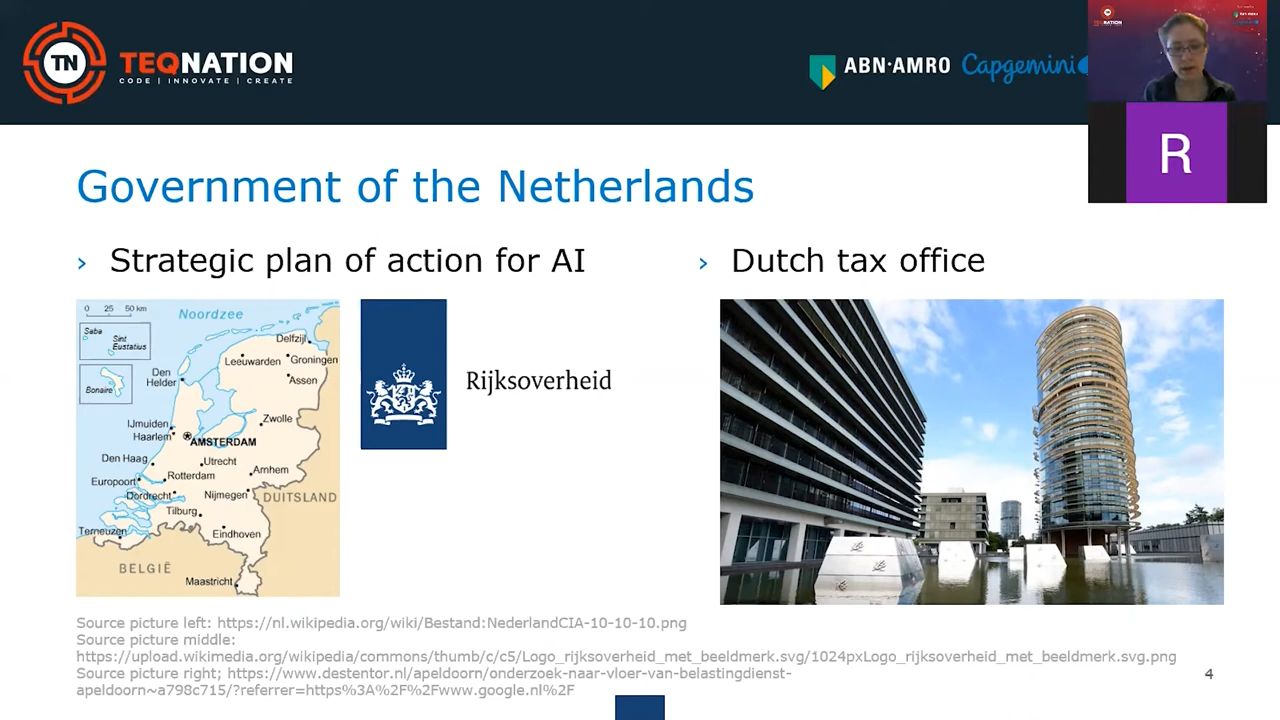 TN
TEQNATION
CODE | INNOVATE | CREATE
ABN·AMRO
Capgemini
R
Government of the Netherlands
› Strategic plan of action for AI
› Dutch tax office
0 25 50 km
Noordzee
Saba
Sint
Eustatius
Bonaire
Delfzijl
Leeuwarden
Groningen
Den
Helder
Assen
IJmuiden
Haarlem
Zwolle
AMSTERDAM
Den Haag
Utrecht
Europoort
Rotterdam
Arnhem
Dordrecht
Nijmegen
DUITSLAND
Tilburg
Terneuzen
Eindhoven
BELGIË
Maastricht
Rijksoverheid
Source picture left: https://nl.wikipedia.org/wiki/Bestand:NederlandCIA-10-10-10.png
Source picture middle:
https://upload.wikimedia.org/wikipedia/commons/thumb/c/c5/Logo_rijksoverheid_met_beeldmerk.svg/1024pxLogo_rijksoverheid_met_beeldmerk.svg.png
Source picture right; https://www.destentor.nl/apeldoorn/onderzoek-naar-vloer-van-belastingdienst-
apeldoorn~a798c715/?referrer=https%3A%2F%2Fwww.google.nl%2F
4